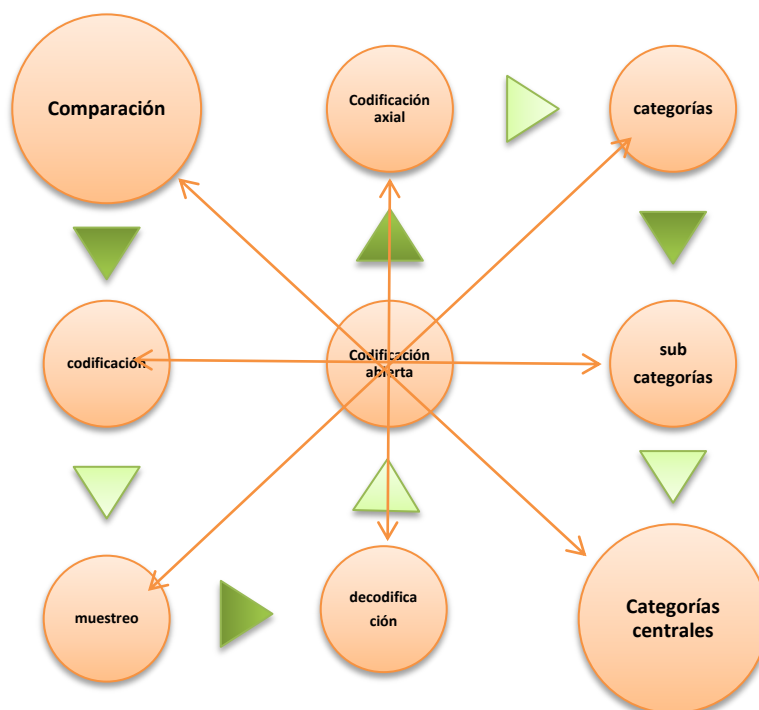 Comparación
Codificación
axial
categorías
codificación
Codificación
abierta
sub
categorías
muestreo
decodifica
ción
Categorías
centrales